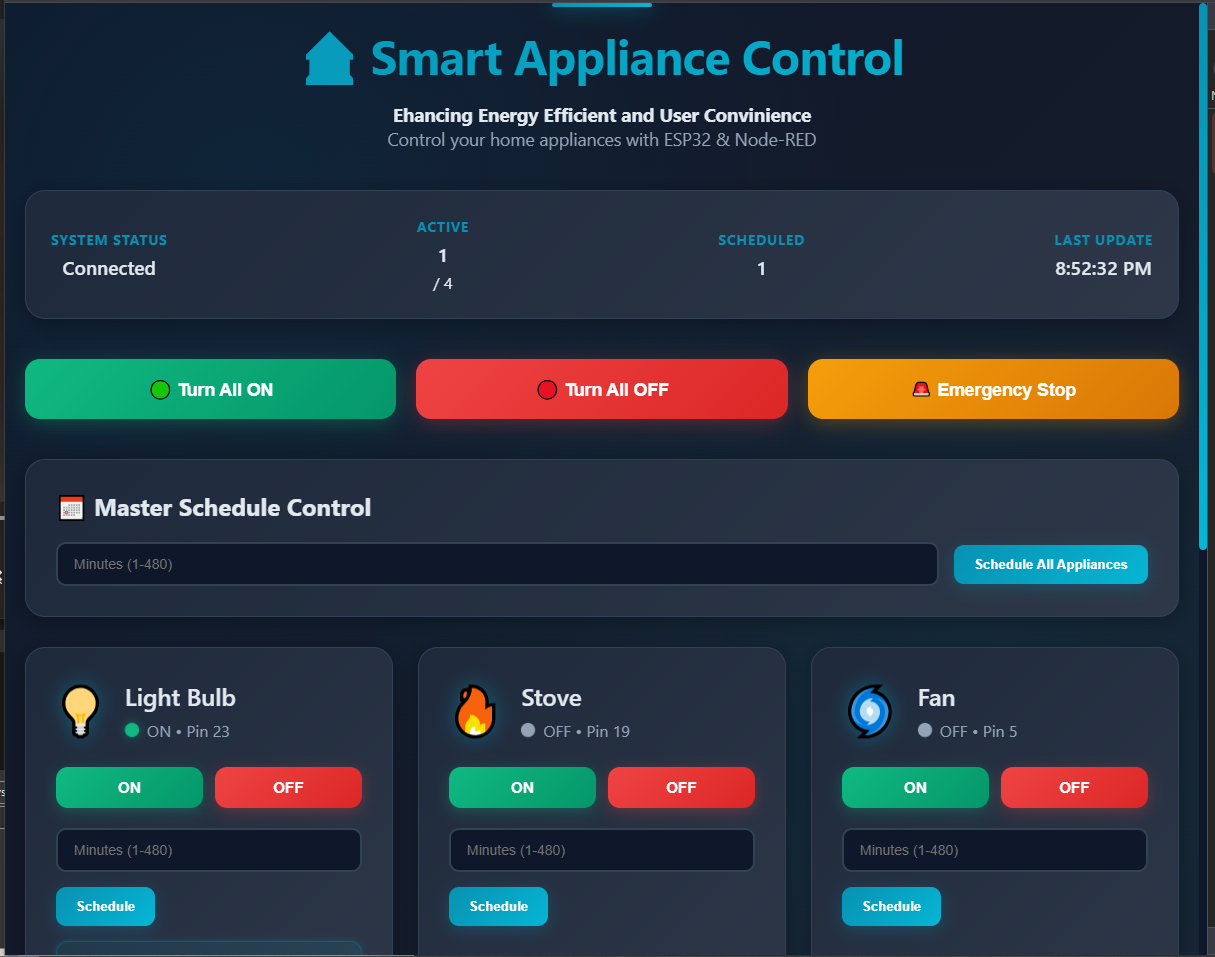 Smart Appliance Control
Ehancing Energy Efficient and User Convinience
Control your home appliances with ESP32 & Node-RED
SYSTEM STATUS
Connected
ACTIVE
1
/ 4
SCHEDULED
1
LAST UPDATE
8:52:32 PM
Turn All ON
Turn All OFF
Emergency Stop
Master Schedule Control
Minutes (1-480)
Schedule All Appliances
Light Bulb
ON • Pin 23
ON
OFF
Minutes (1-480)
Schedule
Stove
OFF • Pin 19
ON
OFF
Minutes (1-480)
Schedule
Fan
OFF • Pin 5
ON
OFF
Minutes (1-480)
Schedule